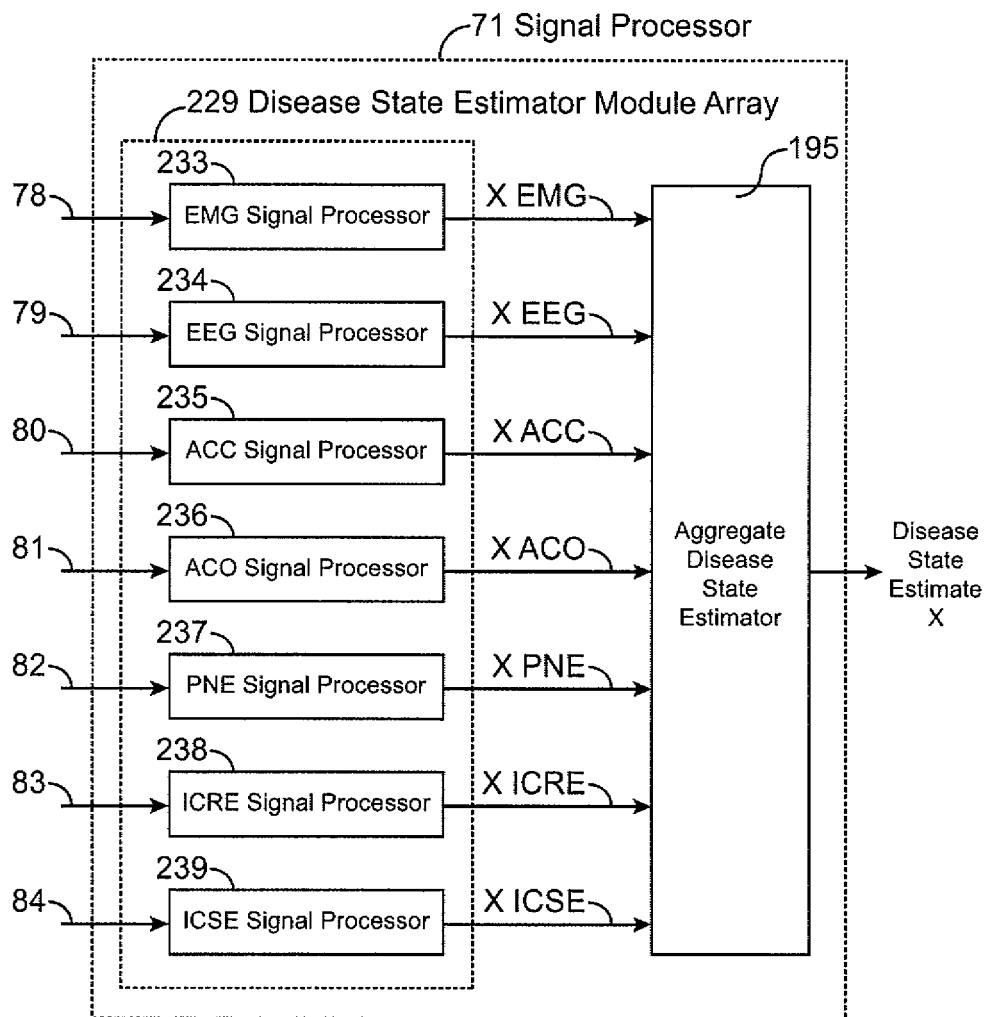 71 Signal Processor
229 Disease State Estimator Module Array
195
233
78
EMG Signal Processor
X EMG
234
79
EEG Signal Processor
X EEG
235
80
ACC Signal Processor
X ACC
236
81
ACO Signal Processor
X ACO
Aggregate
Disease
State
Estimator
Disease
State
Estimate
X
237
82
PNE Signal Processor
X PNE
238
83
ICRE Signal Processor
X ICRE
239
84
ICSE Signal Processor
X ICSE